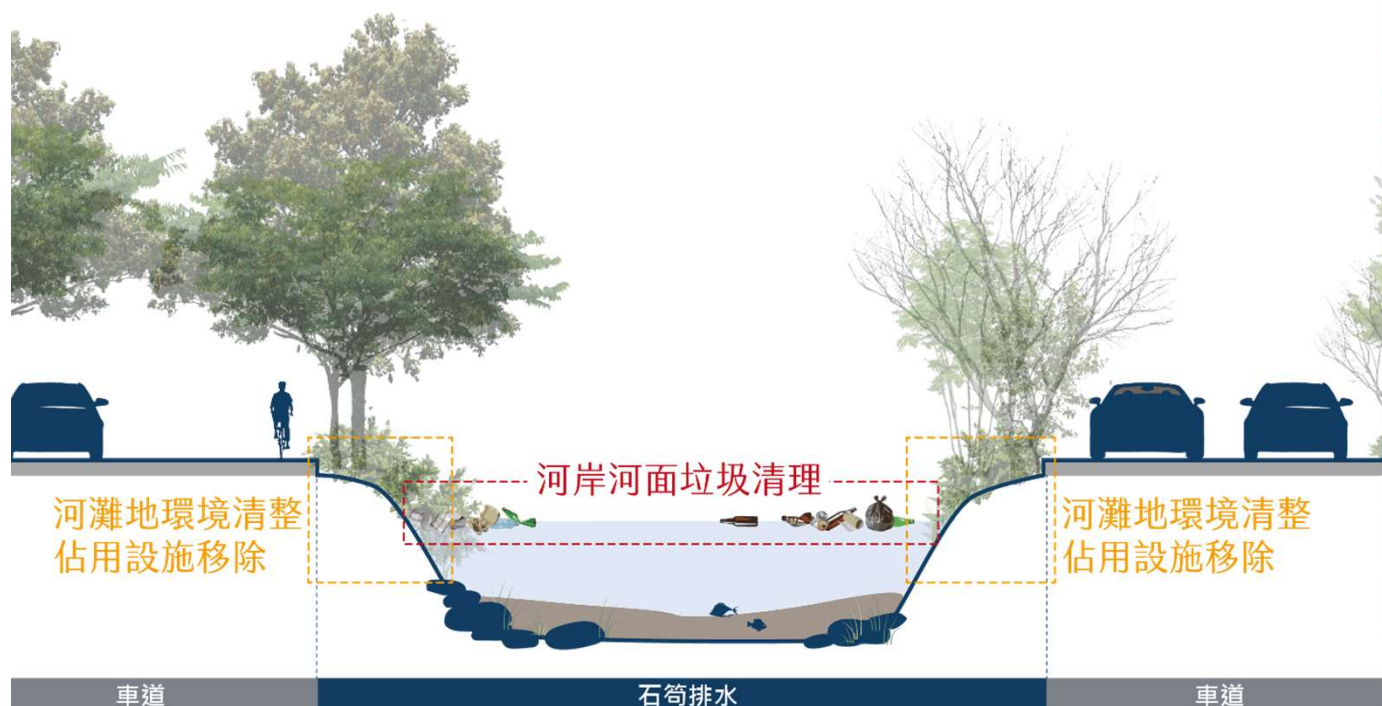 河岸河面垃圾清理
河灘地環境清整
佔用設施移除
河灘地環境清整
佔用設施移除
車道
石笱排水
車道